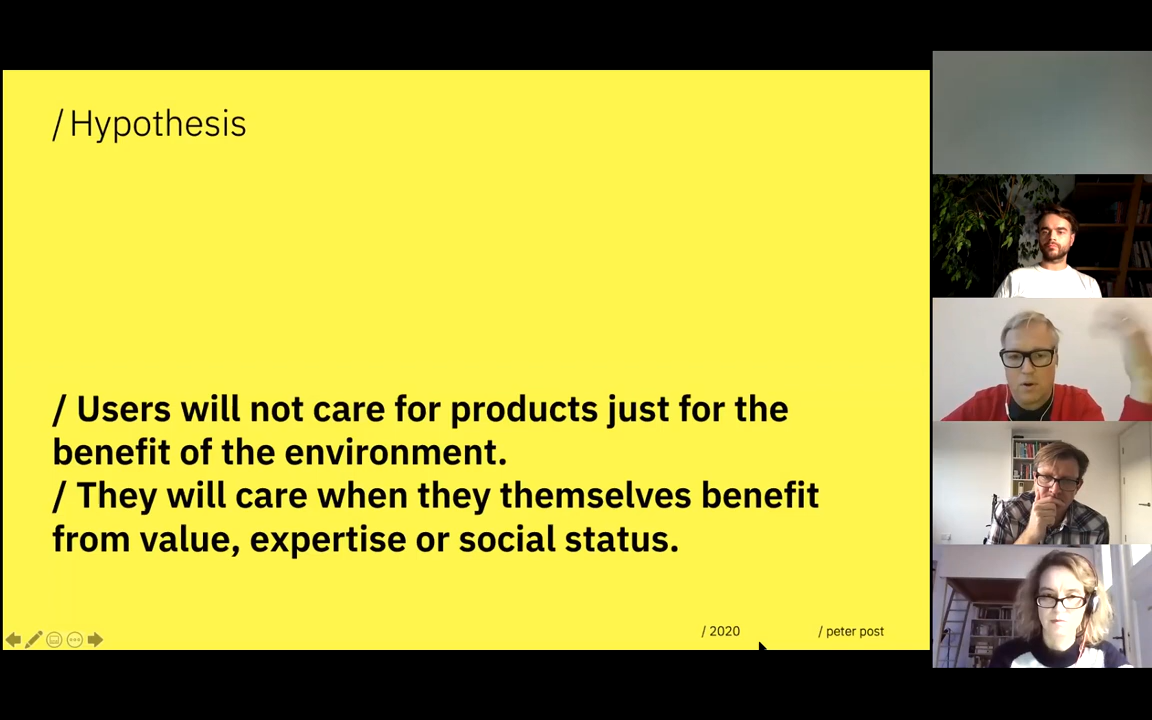 / Hypothesis
/ Users will not care for products just for the
benefit of the environment.
/ They will care when they themselves benefit
from value, expertise or social status.
/ 2020
/ peter post